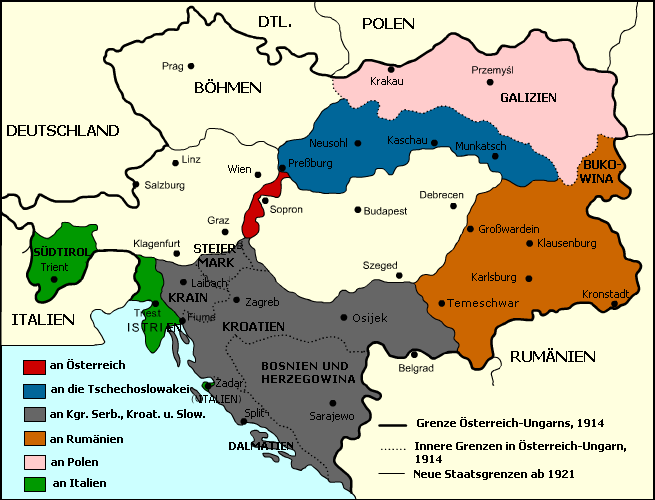 DTL.
POLEN
Prag
BÖHMEN
Krakau
Przemyśl
GALIZIEN
DEUTSCHLAND
Neusohl
Kaschau
Munkatsch
Linz
Wien
Preßburg
BUKO-
WINA
Salzburg
Sopron
Budapest
Debrecen
Graz
Großwardein
Klausenburg
Klagenfurt
STEIER
MARK
SÜDTIROL
Trient
Szeged
Karlsburg
Laibach
KRAIN
Zagreb
Temeschwar
Kronstadt
ITALIEN
Triest
ISTRIEN
Fiume
KROATIEN
Osijek
RUMÄNIEN
BOSNIEN UND
HERZEGOWINA
Belgrad
Zadar
(ITALIEN)
Split
Sarajewo
DALMATIEN
an Österreich
an die Tschechoslowakei
an Kgr. Serb., Kroat. u. Slow.
an Rumänien
an Polen
an Italien
Grenze Österreich-Ungarns, 1914
Innere Grenzen in Österreich-Ungarn,
1914
Neue Staatsgrenzen ab 1921